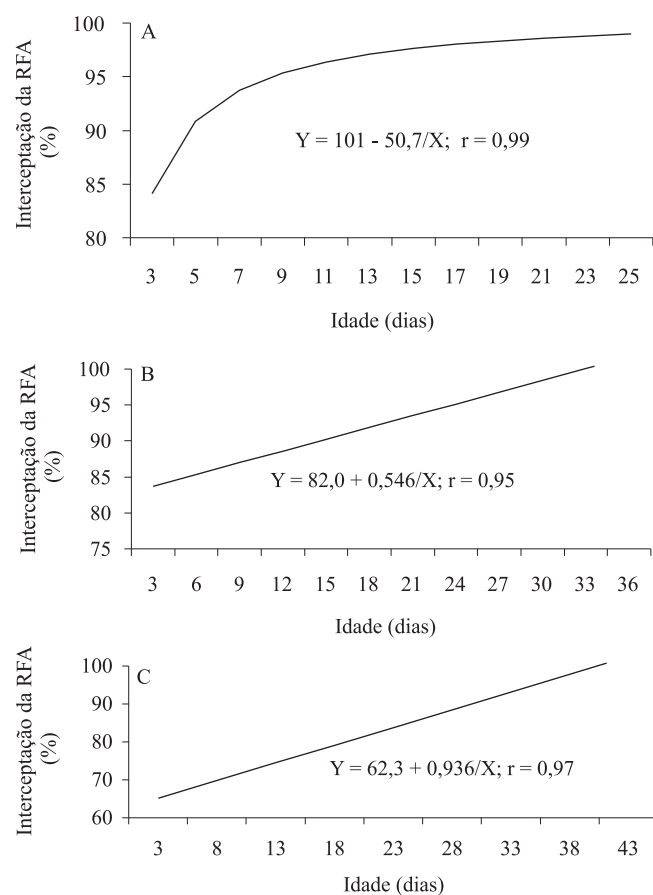 A
Interceptação da RFA
(%)
100
95
90
85
80
Y = 101 - 50,7/X; r = 0,99
3 5 7 9 11 13 15 17 19 21 23 25
Idade (dias)
B
Interceptação da RFA
(%)
100
95
90
85
80
75
Y = 82,0 + 0,546/X; r = 0,95
3 6 9 12 15 18 21 24 27 30 33 36
Idade (dias)
C
Interceptação da RFA
(%)
100
90
80
70
60
Y = 62,3 + 0,936/X; r = 0,97
3 8 13 18 23 28 33 38 43
Idade (dias)